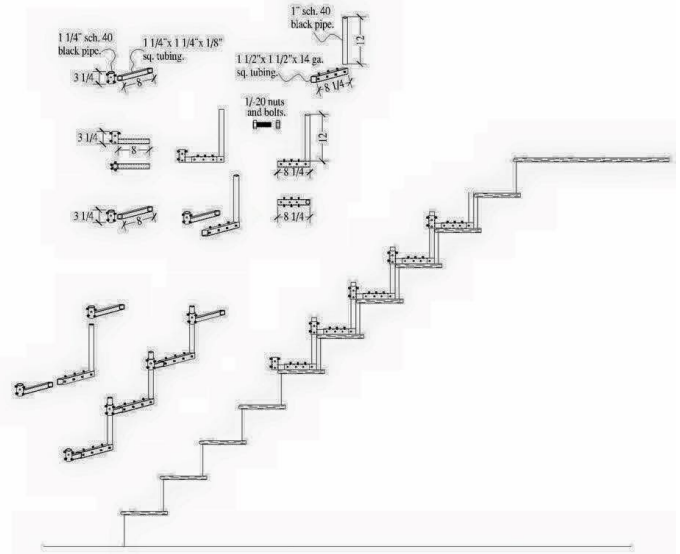 1" sch. 40
black pipe.
12
1 1/4" sch. 40
black pipe.
1 1/4"x 1 1/4"x 1/8"
sq. tubing.
3 1/4
8
1 1/2"x 1 1/2"x 14 ga.
sq. tubing.
8 1/4
1/-20 nuts
and bolts.
3 1/4
8
12
8 1/4
3 1/4
8
8 1/4